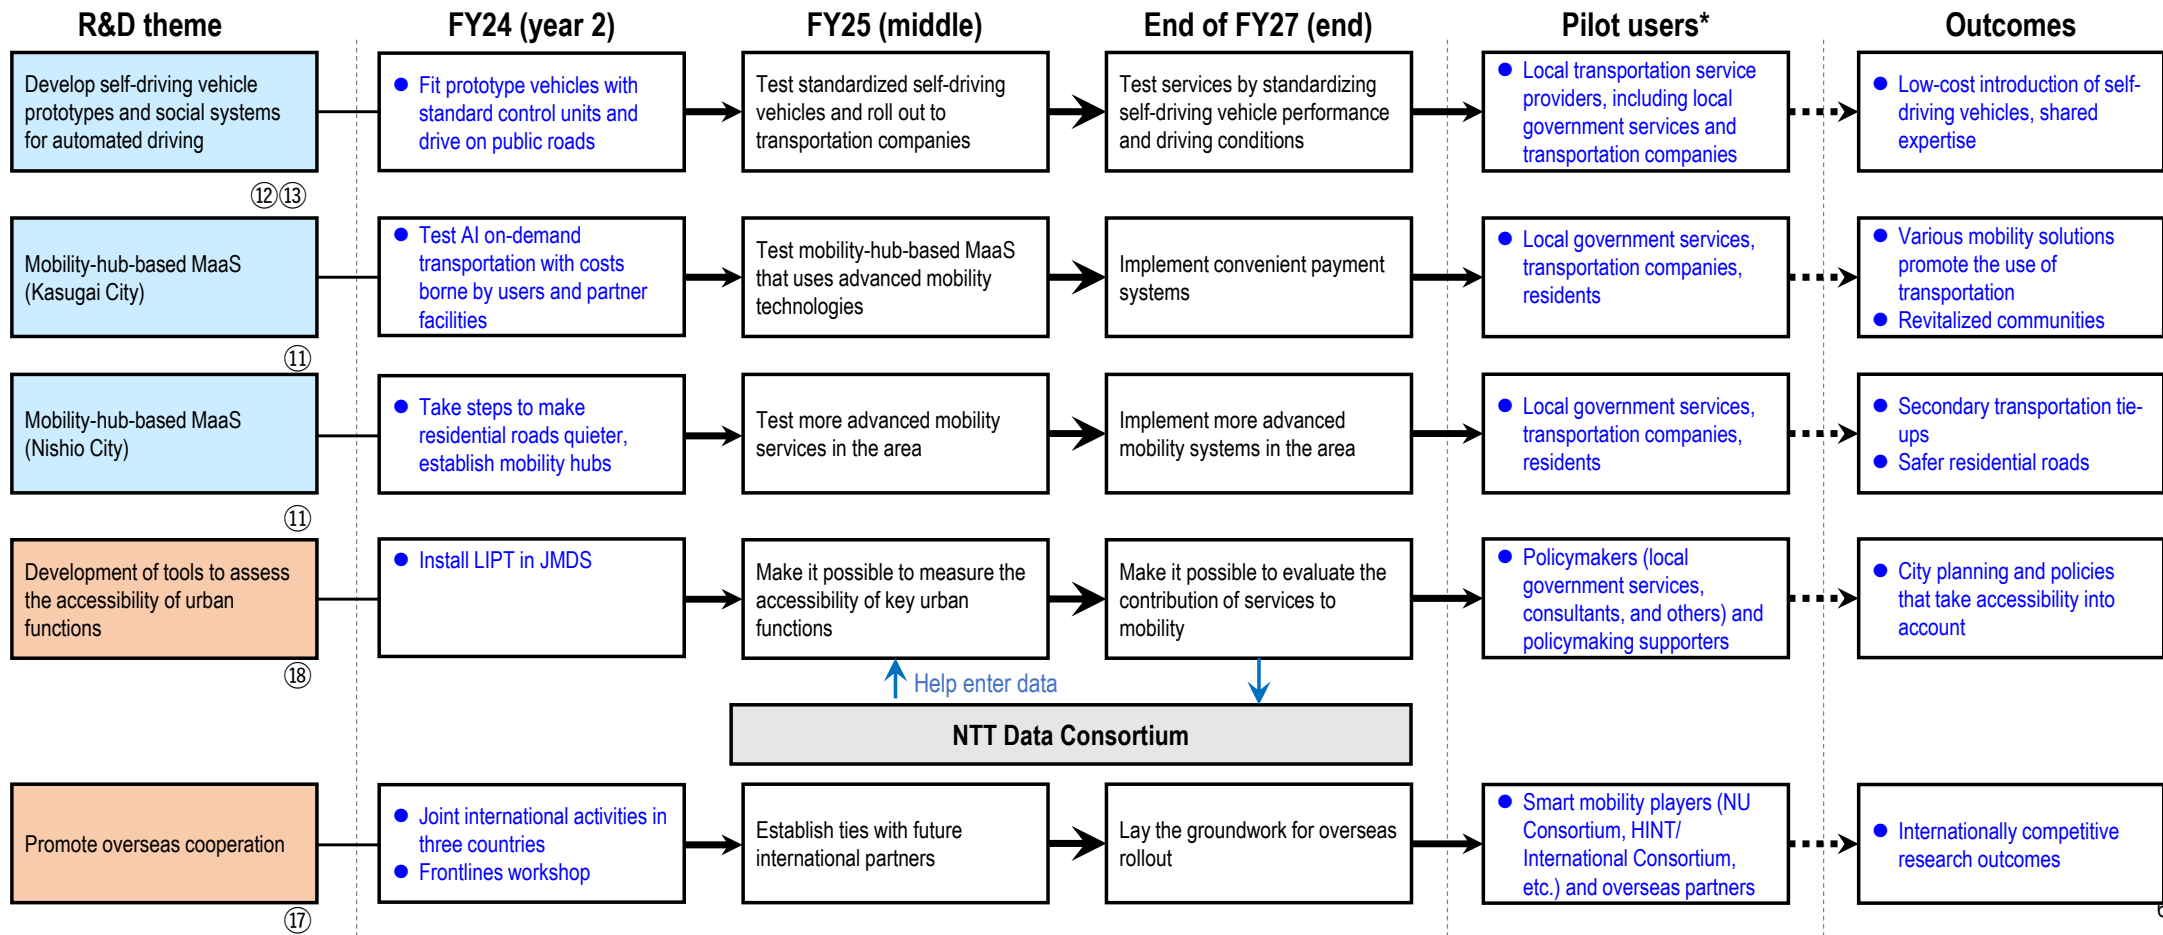 R&D theme
FY24 (year 2)
FY25 (middle)
End of FY27 (end)
Pilot users*
Outcomes
Develop self-driving vehicle
prototypes and social systems
for automated driving
⑫⑬
● Fit prototype vehicles with
standard control units and
drive on public roads
Test standardized self-driving
vehicles and roll out to
transportation companies
Test services by standardizing
self-driving vehicle performance
and driving conditions
● Local transportation service
providers, including local
government services and
transportation companies
● Low-cost introduction of self-
driving vehicles, shared
expertise
Mobility-hub-based MaaS
(Kasugai City)
⑪
● Test AI on-demand
transportation with costs
borne by users and partner
facilities
Test mobility-hub-based MaaS
that uses advanced mobility
technologies
Implement convenient payment
systems
● Local government services,
transportation companies,
residents
● Various mobility solutions
promote the use of
transportation
● Revitalized communities
Mobility-hub-based MaaS
(Nishio City)
⑪
● Take steps to make
residential roads quieter,
establish mobility hubs
Test more advanced mobility
services in the area
Implement more advanced
mobility systems in the area
● Local government services,
transportation companies,
residents
● Secondary transportation tie-
ups
● Safer residential roads
Development of tools to assess
the accessibility of urban
functions
⑱
● Install LIPT in JMDS
Make it possible to measure the
accessibility of key urban
functions
Make it possible to evaluate the
contribution of services to
mobility
● Policymakers (local
government services,
consultants, and others) and
policymaking supporters
● City planning and policies
that take accessibility into
account
Help enter data
NTT Data Consortium
Promote overseas cooperation
⑰
● Joint international activities in
three countries
● Frontlines workshop
Establish ties with future
international partners
Lay the groundwork for overseas
rollout
● Smart mobility players (NU
Consortium, HINT/
International Consortium,
etc.) and overseas partners
● Internationally competitive
research outcomes